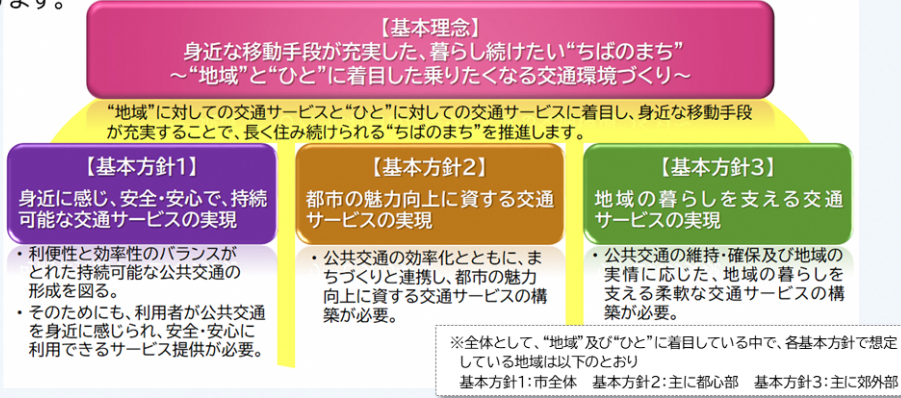 ます。
【基本理念】
身近な移動手段が充実した、暮らし続けたい“ちばのまち”
～“地域”と“ひと”に着目した乗りたくなる交通環境づくり～
“地域”に対しての交通サービスと“ひと”に対しての交通サービスに着目し、身近な移動手段
が充実することで、長く住み続けられる“ちばのまち”を推進します。
【基本方針1】
身近に感じ、安全・安心で、持続
可能な交通サービスの実現
・利便性と効率性のバランスが
とれた持続可能な公共交通の
形成を図る。
・そのためにも、利用者が公共交通
を身近に感じられ、安全・安心に
利用できるサービス提供が必要。
【基本方針2】
都市の魅力向上に資する交通
サービスの実現
・公共交通の効率化とともに、ま
ちづくりと連携し、都市の魅力
向上に資する交通サービスの構
築が必要。
【基本方針3】
地域の暮らしを支える交通
サービスの実現
・公共交通の維持・確保及び地域の
実情に応じた、地域の暮らしを
支える柔軟な交通サービスの構
築が必要。
※全体として、“地域”及び“ひと”に着目している中で、各基本方針で想定
している地域は以下のとおり
基本方針1：市全体　基本方針2：主に都心部　基本方針3：主に郊外部